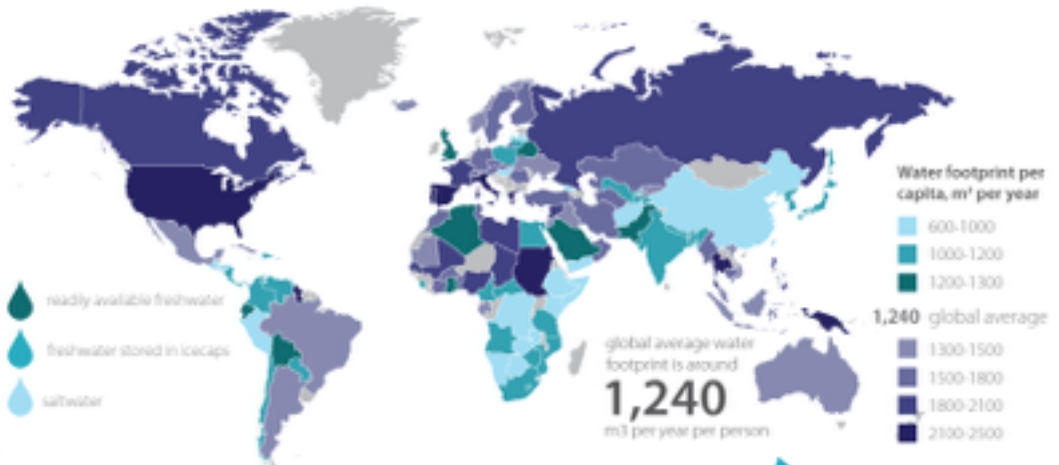 Water footprint per
capita, m³ per year
600-1000
1000-1200
1200-1300
1,240 global average
1300-1500
1500-1800
1800-2100
2100-2500
readily available freshwater
freshwater stored in icecaps
saltwater
global average water
footprint is around
1,240
m3 per year per person